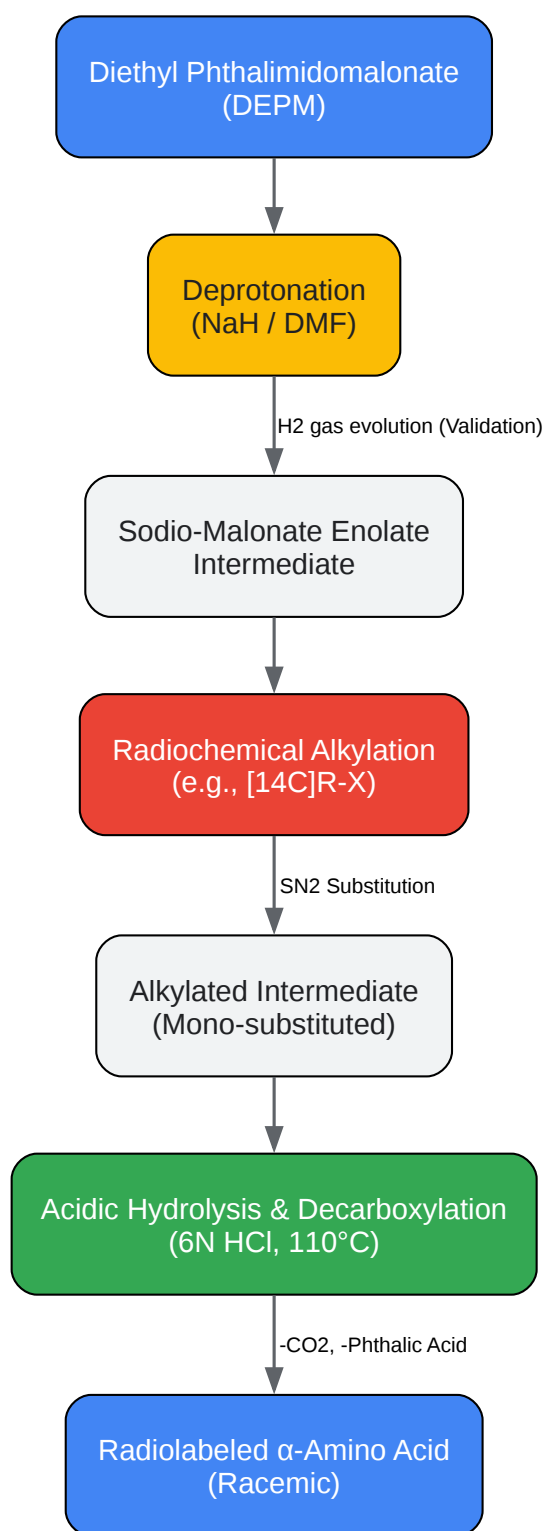 Diethyl Phthalimidomalonate
(DEPM)
Deprotonation
(NaH / DMF)
H2 gas evolution (Validation)
Sodio-Malonate Enolate
Intermediate
Radiochemical Alkylation
(e.g., [14C]R-X)
SN2 Substitution
Alkylated Intermediate
(Mono-substituted)
Acidic Hydrolysis & Decarboxylation
(6N HCl, 110°C)
-CO2, -Phthalic Acid
Radiolabeled α-Amino Acid
(Racemic)